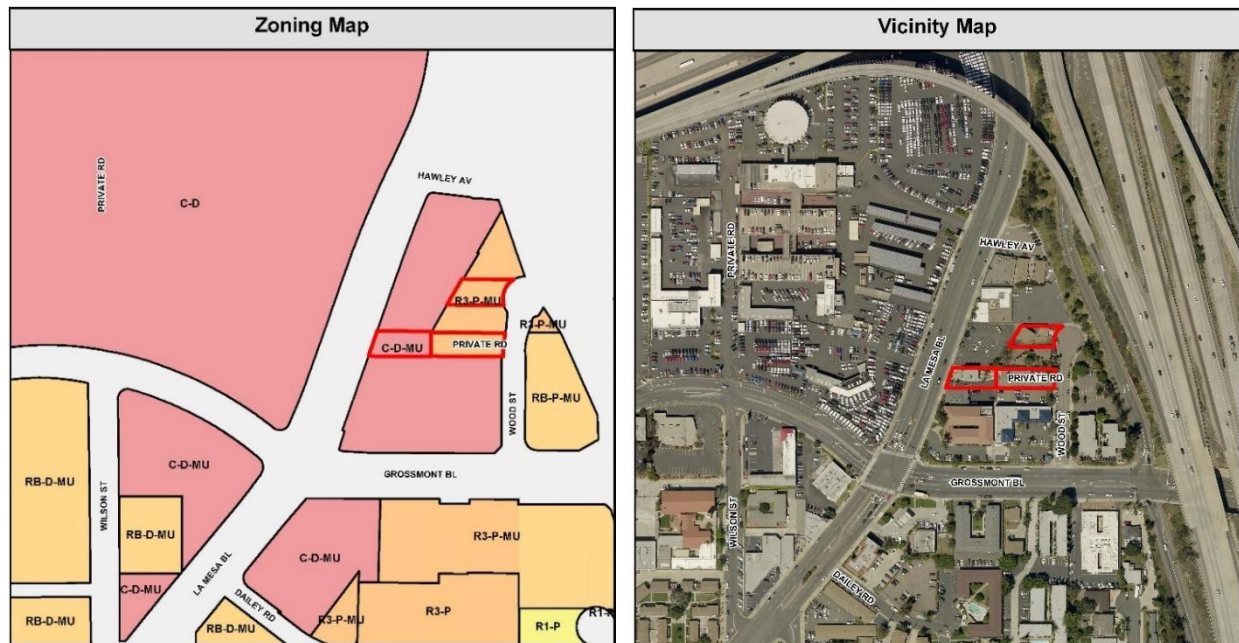 Zoning Map
PRIVATE RD
C-D
HAWLEY AV
R3-P-MU
R3-P-MU
C-D-MU
PRIVATE RD
WOOD ST
RB-P-MU
C-D-MU
GROSSMONT BL
RB-D-MU
WILSON ST
RB-D-MU
C-D-MU
LA MESA BL
C-D-MU
R3-P-MU
DAILEY RD
R3-P-MU
R3-P
RB-D-MU
RB-D-MU
R1-P
Vicinity Map
HAWLEY AV
PRIVATE RD
LA MESA BL
PRIVATE RD
WOOD ST
GROSSMONT BL
WILSON ST
DAILEY RD